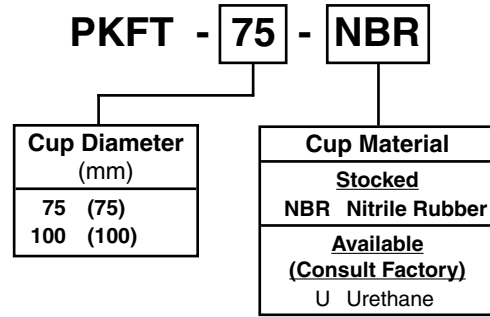 PKFT - 75 - NBR
Cup Diameter
(mm)
75 (75)
100 (100)
Cup Material
Stocked
NBR Nitrile Rubber
Available
(Consult Factory)
U Urethane